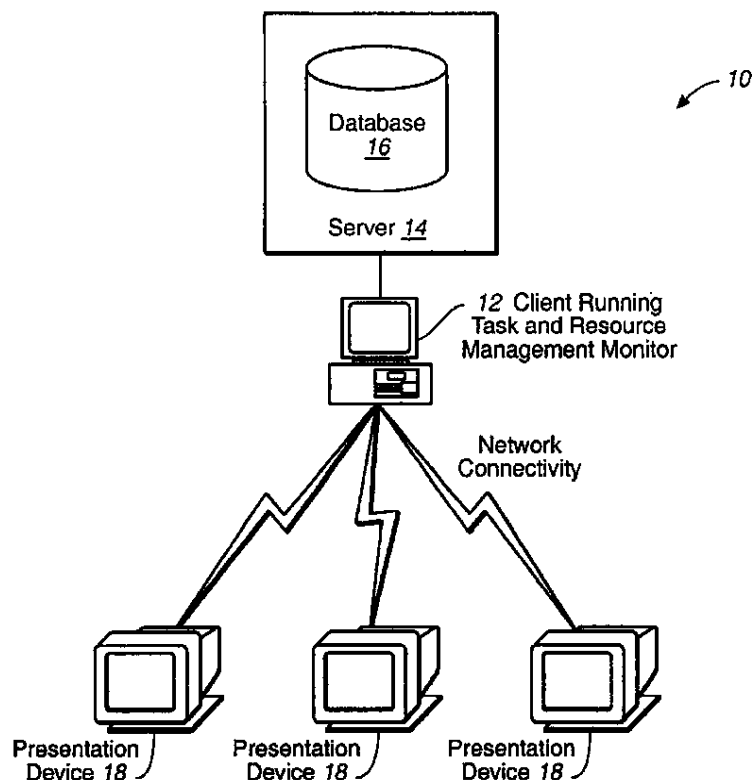 10
Database
16
Server 14
12 Client Running
Task and Resource
Management Monitor
Network
Connectivity
Presentation
Device 18
Presentation
Device 18
Presentation
Device 18